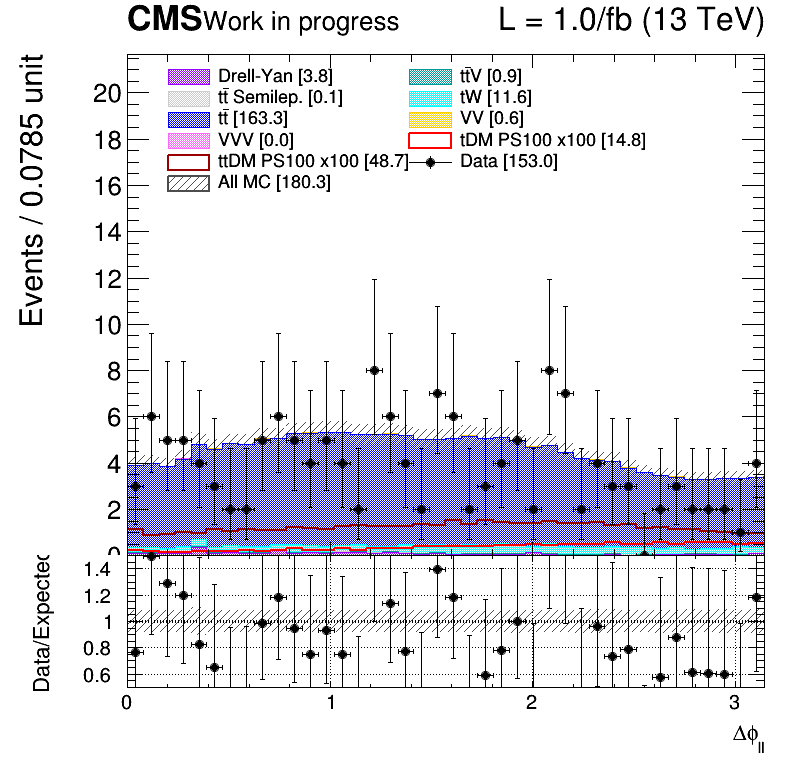 CMS Work in progress L = 1.0/fb (13 TeV)
Events / 0.0785 unit
Drell-Yan [3.8] tt̄V [0.9]
tt̄ Semilep. [0.1] tW [11.6]
tt̄ [163.3] VV [0.6]
VVV [0.0] tDM PS100 x100 [14.8]
ttDM PS100 x100 [48.7] Data [153.0]
All MC [180.3]
20
18
16
14
12
10
8
6
4
2
0
Data/Expected
1.4
1.2
1
0.8
0.6
0 1 2 3
Δϕll